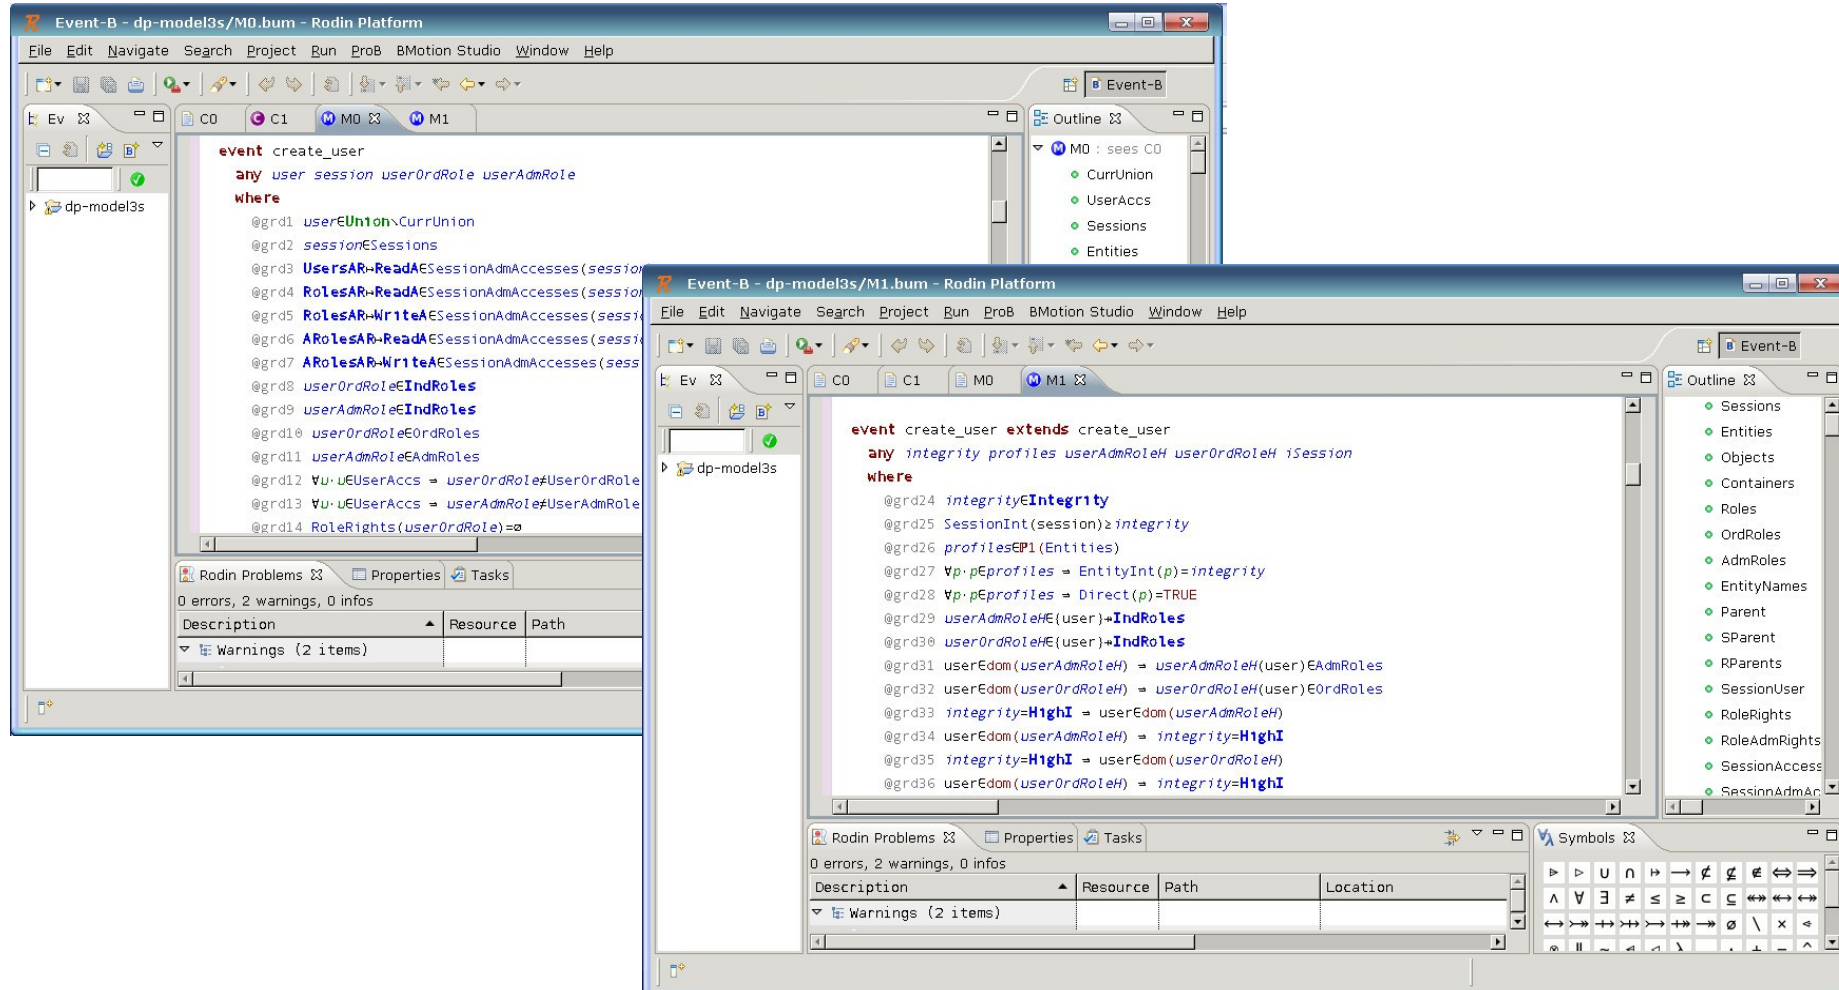 Event-B - dp-model3s/M0.bum - Rodin Platform
File Edit Navigate Search Project Run ProB BMotion Studio Window Help
Event-B
Ev
C0
C1
M0
M1
Outline
event create_user
any user session userOrdRole userAdmRole
where
@grd1 user∈Union∖CurrUnion
@grd2 session∈Sessions
@grd3 UsersAR↦ReadA∈SessionAdmAccesses(session
@grd4 RolesAR↦ReadA∈SessionAdmAccesses(session
@grd5 RolesAR↦WriteA∈SessionAdmAccesses(sessi
@grd6 ARolesAR↦ReadA∈SessionAdmAccesses(sessi
@grd7 ARolesAR↦WriteA∈SessionAdmAccesses(sess
@grd8 userOrdRole∈IndRoles
@grd9 userAdmRole∈IndRoles
@grd10 userOrdRole∈OrdRoles
@grd11 userAdmRole∈AdmRoles
@grd12 ∀u· u∈UserAccs ⇒ userOrdRole≠UserOrdRole
@grd13 ∀u· u∈UserAccs ⇒ userAdmRole≠UserAdmRole
@grd14 RoleRights(userOrdRole)=∅
dp-model3s
M0 : sees C0
CurrUnion
UserAccs
Sessions
Entities
Rodin Problems
Properties
Tasks
0 errors, 2 warnings, 0 infos
Description Resource Path
Warnings (2 items)
Event-B - dp-model3s/M1.bum - Rodin Platform
File Edit Navigate Search Project Run ProB BMotion Studio Window Help
Event-B
Ev
C0
C1
M0
M1
Outline
dp-model3s
event create_user extends create_user
any integrity profiles userAdmRoleH userOrdRoleH iSession
where
@grd24 integrity∈Integrity
@grd25 SessionInt(session)≥integrity
@grd26 profiles∈ℙ1(Entities)
@grd27 ∀p· p∈profiles ⇒ EntityInt(p)=integrity
@grd28 ∀p· p∈profiles ⇒ Direct(p)=TRUE
@grd29 userAdmRoleH∈{user}⇸IndRoles
@grd30 userOrdRoleH∈{user}⇸IndRoles
@grd31 user∈dom(userAdmRoleH) ⇒ userAdmRoleH(user)∈AdmRoles
@grd32 user∈dom(userOrdRoleH) ⇒ userOrdRoleH(user)∈OrdRoles
@grd33 integrity=HighI ⇒ user∈dom(userAdmRoleH)
@grd34 user∈dom(userAdmRoleH) ⇒ integrity=HighI
@grd35 integrity=HighI ⇒ user∈dom(userOrdRoleH)
@grd36 user∈dom(userOrdRoleH) ⇒ integrity=HighI
Sessions
Entities
Objects
Containers
Roles
OrdRoles
AdmRoles
EntityNames
Parent
SParent
RParents
SessionUser
RoleRights
RoleAdmRights
SessionAccess
SessionAdmAc
Rodin Problems
Properties
Tasks
0 errors, 2 warnings, 0 infos
Description Resource Path Location
Warnings (2 items)
Symbols
⩥ ▷ ∪ ∩ ↦ → ⊄ ⊈ ∉ ⇔ ⇒
∧ ∀ ∃ ≠ ≤ ≥ ⊂ ⊆
∅ \ ×